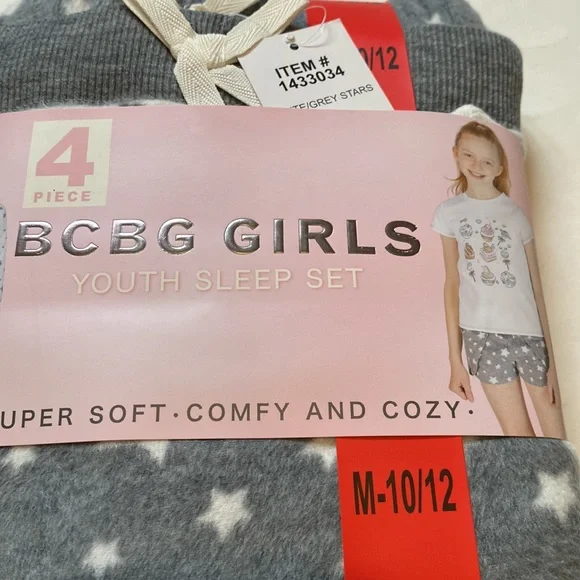 ITEM #
1433034
GREY STARS
/12
4
PIECE
BCBG GIRLS
YOUTH SLEEP SET
UPER SOFT·COMFY AND COZY·
M-10/12